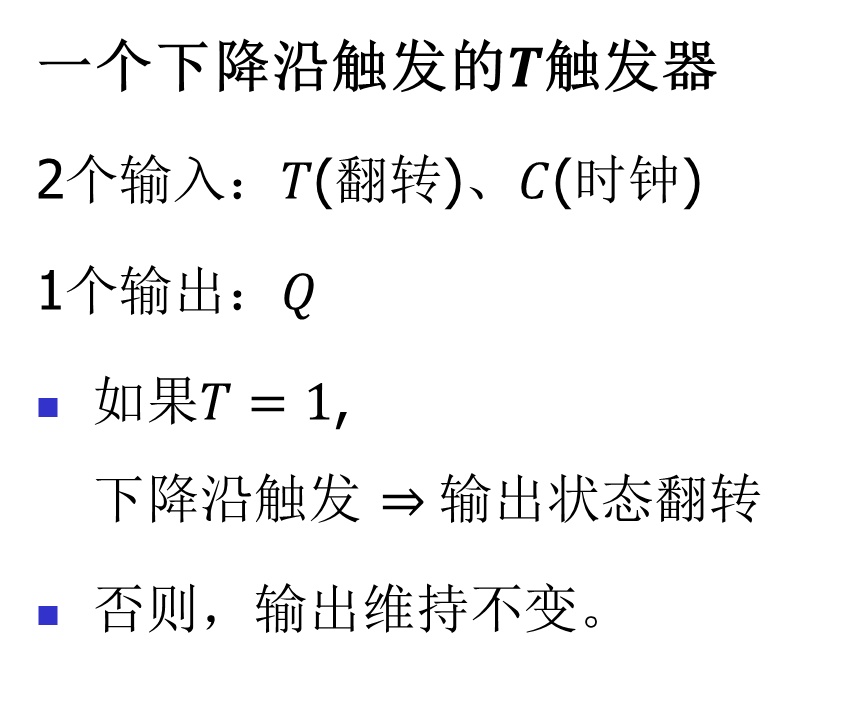 一个下降沿触发的T触发器
2个输入：T(翻转)、C(时钟)
1个输出：Q
■ 如果T = 1,
下降沿触发 ⇒ 输出状态翻转
■ 否则，输出维持不变。